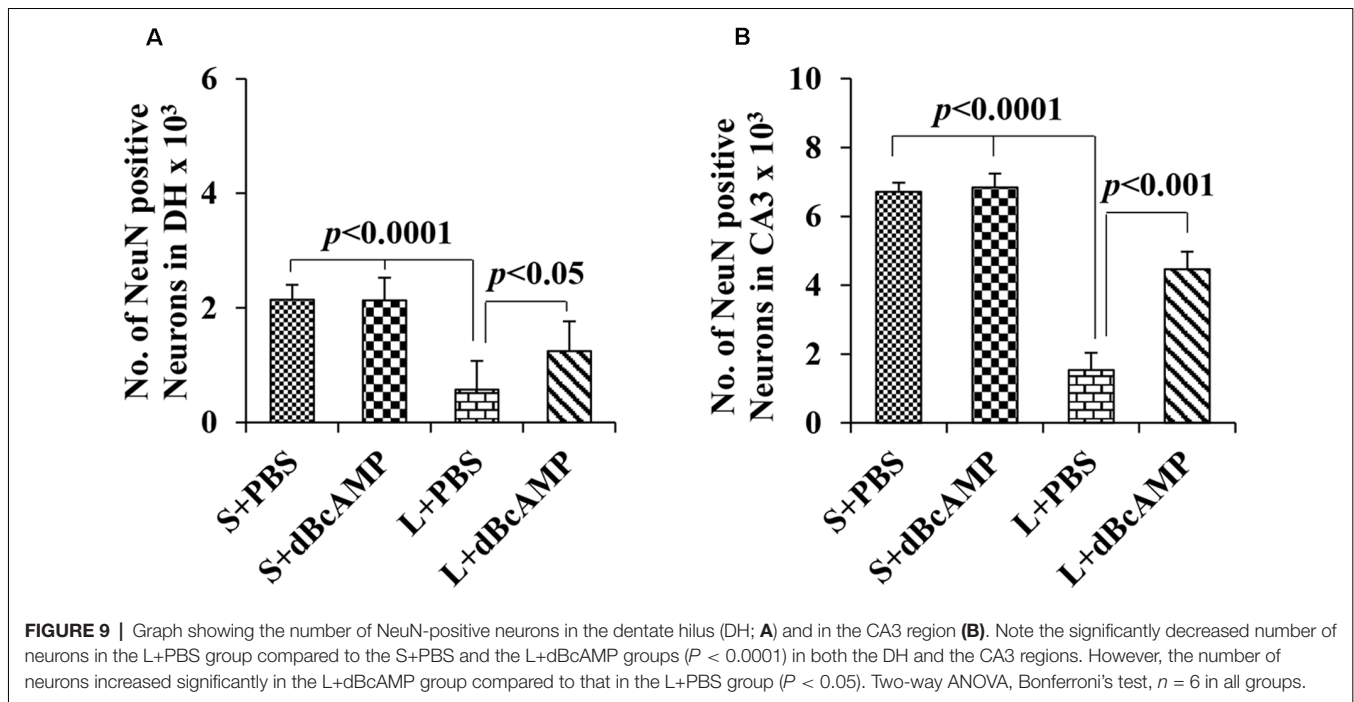 A
No. of NeuN positive
Neurons in DH x 10³
6
4
2
0
p<0.0001
p<0.05
S+PBS
S+dBcAMP
L+PBS
L+dBcAMP
B
No. of NeuN positive
Neurons in CA3 x 10³
10
8
6
4
2
0
p<0.0001
p<0.001
S+PBS
S+dBcAMP
L+PBS
L+dBcAMP
FIGURE 9 | Graph showing the number of NeuN-positive neurons in the dentate hilus (DH; A) and in the CA3 region (B). Note the significantly decreased number of
neurons in the L+PBS group compared to the S+PBS and the L+dBcAMP groups (P < 0.0001) in both the DH and the CA3 regions. However, the number of
neurons increased significantly in the L+dBcAMP group compared to that in the L+PBS group (P < 0.05). Two-way ANOVA, Bonferroni's test, n = 6 in all groups.